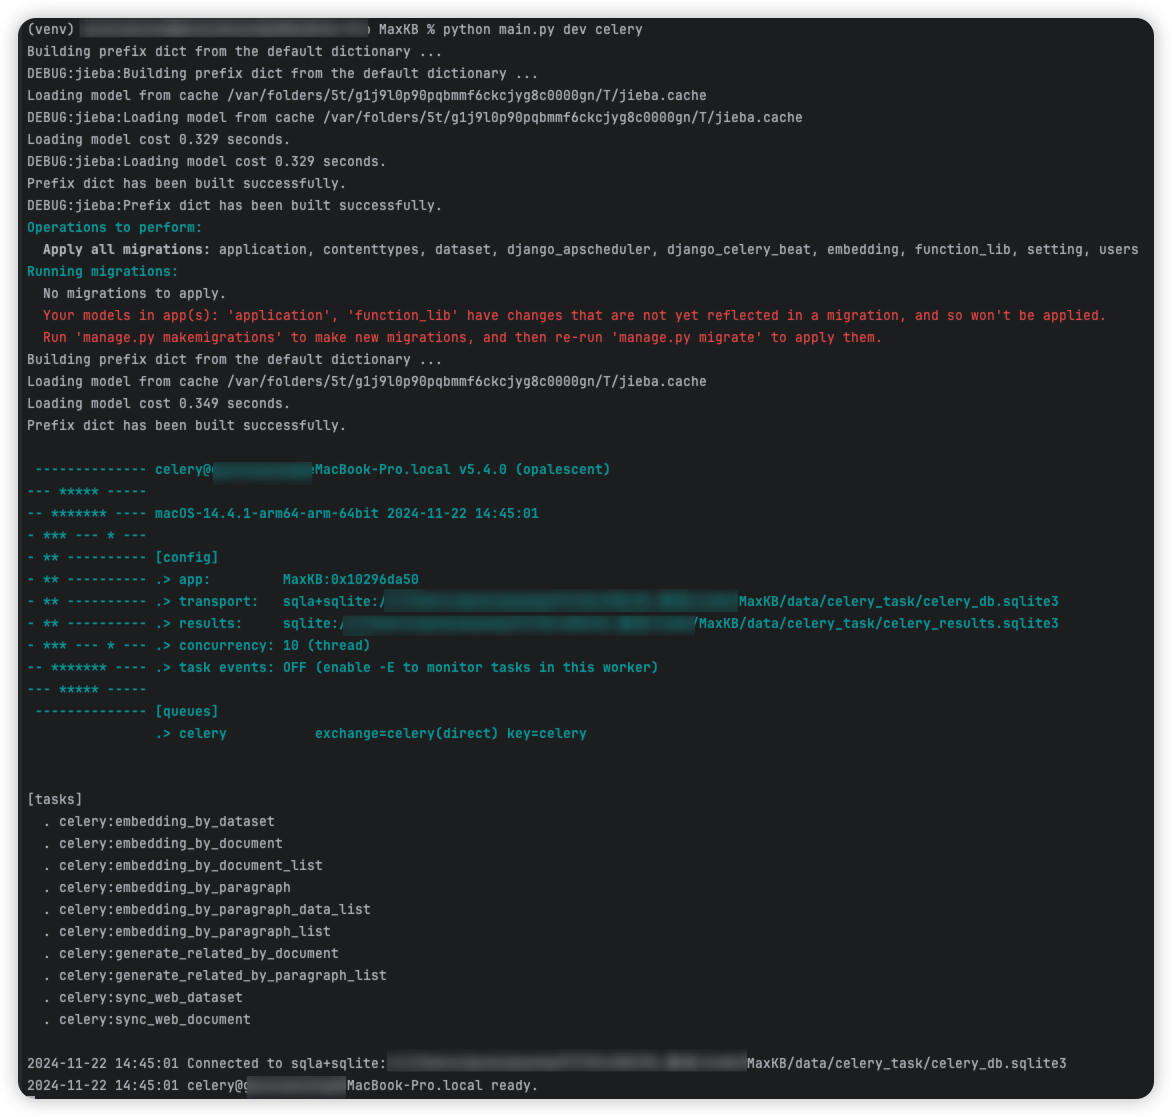 (venv) MaxKB % python main.py dev celery
Building prefix dict from the default dictionary ...
DEBUG:jieba:Building prefix dict from the default dictionary ...
Loading model from cache /var/folders/5t/g1j9l0p90pqbmmf6ckcjyg8c0000gn/T/jieba.cache
DEBUG:jieba:Loading model from cache /var/folders/5t/g1j9l0p90pqbmmf6ckcjyg8c0000gn/T/jieba.cache
Loading model cost 0.329 seconds.
DEBUG:jieba:Loading model cost 0.329 seconds.
Prefix dict has been built successfully.
DEBUG:jieba:Prefix dict has been built successfully.
Operations to perform:
  Apply all migrations: application, contenttypes, dataset, django_apscheduler, django_celery_beat, embedding, function_lib, setting, users
Running migrations:
  No migrations to apply.
  Your models in app(s): 'application', 'function_lib' have changes that are not yet reflected in a migration, and so won't be applied.
  Run 'manage.py makemigrations' to make new migrations, and then re-run 'manage.py migrate' to apply them.
Building prefix dict from the default dictionary ...
Loading model from cache /var/folders/5t/g1j9l0p90pqbmmf6ckcjyg8c0000gn/T/jieba.cache
Loading model cost 0.349 seconds.
Prefix dict has been built successfully.

 -------------- celery@ MacBook-Pro.local v5.4.0 (opalescent)
--- ***** -----
-- ******* ---- macOS-14.4.1-arm64-arm-64bit 2024-11-22 14:45:01
- *** --- * ---
- ** ---------- [config]
- ** ---------- .> app:         MaxKB:0x10296da50
- ** ---------- .> transport:   sqla+sqlite:/ MaxKB/data/celery_task/celery_db.sqlite3
- ** ---------- .> results:     sqlite:/ /MaxKB/data/celery_task/celery_results.sqlite3
- *** --- * --- .> concurrency: 10 (thread)
-- ******* ---- .> task events: OFF (enable -E to monitor tasks in this worker)
--- ***** -----
 -------------- [queues]
                .> celery           exchange=celery(direct) key=celery

[tasks]
  . celery:embedding_by_dataset
  . celery:embedding_by_document
  . celery:embedding_by_document_list
  . celery:embedding_by_paragraph
  . celery:embedding_by_paragraph_data_list
  . celery:embedding_by_paragraph_list
  . celery:generate_related_by_document
  . celery:generate_related_by_paragraph_list
  . celery:sync_web_dataset
  . celery:sync_web_document

2024-11-22 14:45:01 Connected to sqla+sqlite: MaxKB/data/celery_task/celery_db.sqlite3
2024-11-22 14:45:01 celery@ MacBook-Pro.local ready.